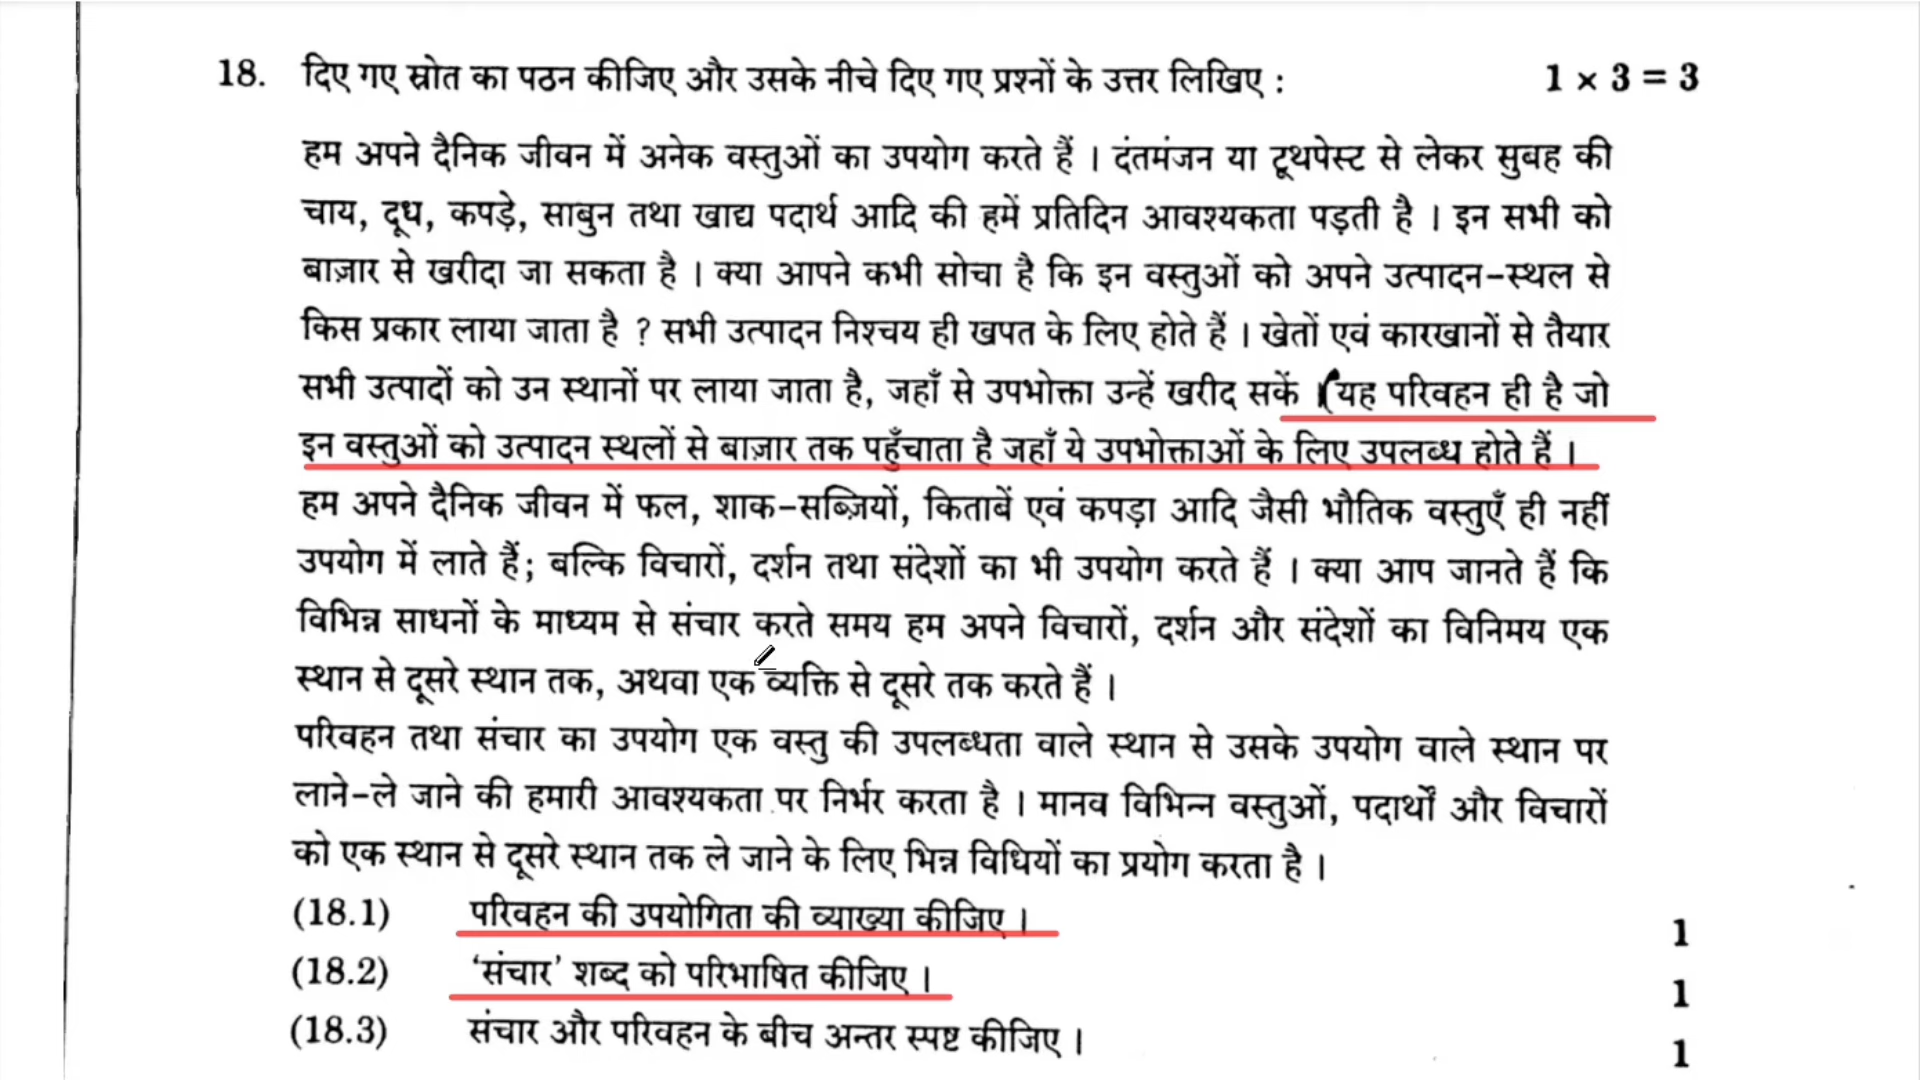 18. दिए गए स्रोत का पठन कीजिए और उसके नीचे दिए गए प्रश्नों के उत्तर लिखिए : 1 × 3 = 3
हम अपने दैनिक जीवन में अनेक वस्तुओं का उपयोग करते हैं । दंतमंजन या टूथपेस्ट से लेकर सुबह की
चाय, दूध, कपड़े, साबुन तथा खाद्य पदार्थ आदि की हमें प्रतिदिन आवश्यकता पड़ती है । इन सभी को
बाज़ार से खरीदा जा सकता है । क्या आपने कभी सोचा है कि इन वस्तुओं को अपने उत्पादन-स्थल से
किस प्रकार लाया जाता है ? सभी उत्पादन निश्चय ही खपत के लिए होते हैं । खेतों एवं कारखानों से तैयार
सभी उत्पादों को उन स्थानों पर लाया जाता है, जहाँ से उपभोक्ता उन्हें खरीद सकें । (यह परिवहन ही है जो
इन वस्तुओं को उत्पादन स्थलों से बाज़ार तक पहुँचाता है जहाँ ये उपभोक्ताओं के लिए उपलब्ध होते हैं ।
हम अपने दैनिक जीवन में फल, शाक-सब्ज़ियों, किताबें एवं कपड़ा आदि जैसी भौतिक वस्तुएँ ही नहीं
उपयोग में लाते हैं; बल्कि विचारों, दर्शन तथा संदेशों का भी उपयोग करते हैं । क्या आप जानते हैं कि
विभिन्न साधनों के माध्यम से संचार करते समय हम अपने विचारों, दर्शन और संदेशों का विनिमय एक
स्थान से दूसरे स्थान तक, अथवा एक व्यक्ति से दूसरे तक करते हैं ।
परिवहन तथा संचार का उपयोग एक वस्तु की उपलब्धता वाले स्थान से उसके उपयोग वाले स्थान पर
लाने-ले जाने की हमारी आवश्यकता पर निर्भर करता है । मानव विभिन्न वस्तुओं, पदार्थों और विचारों
को एक स्थान से दूसरे स्थान तक ले जाने के लिए भिन्न विधियों का प्रयोग करता है ।
(18.1) परिवहन की उपयोगिता की व्याख्या कीजिए । 1
(18.2) 'संचार' शब्द को परिभाषित कीजिए । 1
(18.3) संचार और परिवहन के बीच अन्तर स्पष्ट कीजिए । 1